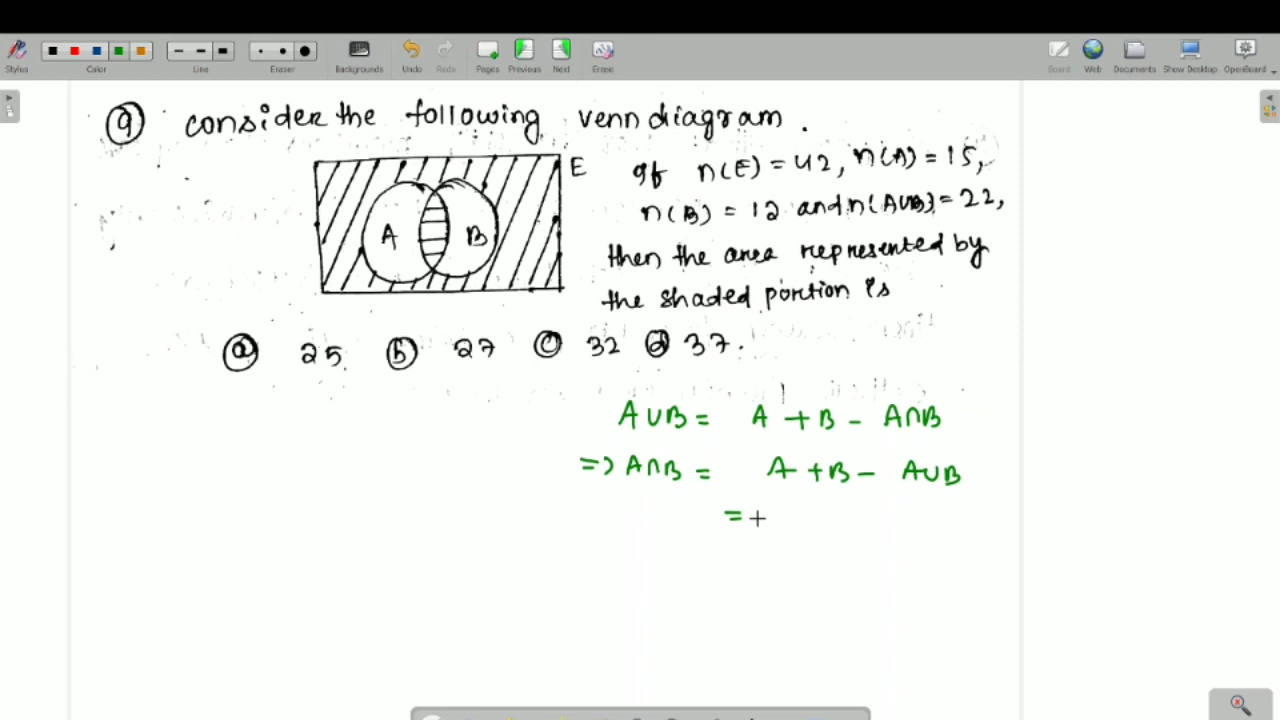 Stylus Color Line Eraser Backgrounds Undo Redo Pages Previous Next Erase Board Web Documents Show Desktop OpenBoard
9 consider the following venn diagram.
E
A B
If n(E) = 42, n(A) = 15,
n(B) = 12 and n(A∪B) = 22,
then the area represented by
the shaded portion is
a 25 b 27 c 32 d 37.
A∪B = A + B - A∩B
=> A∩B = A + B - A∪B
=